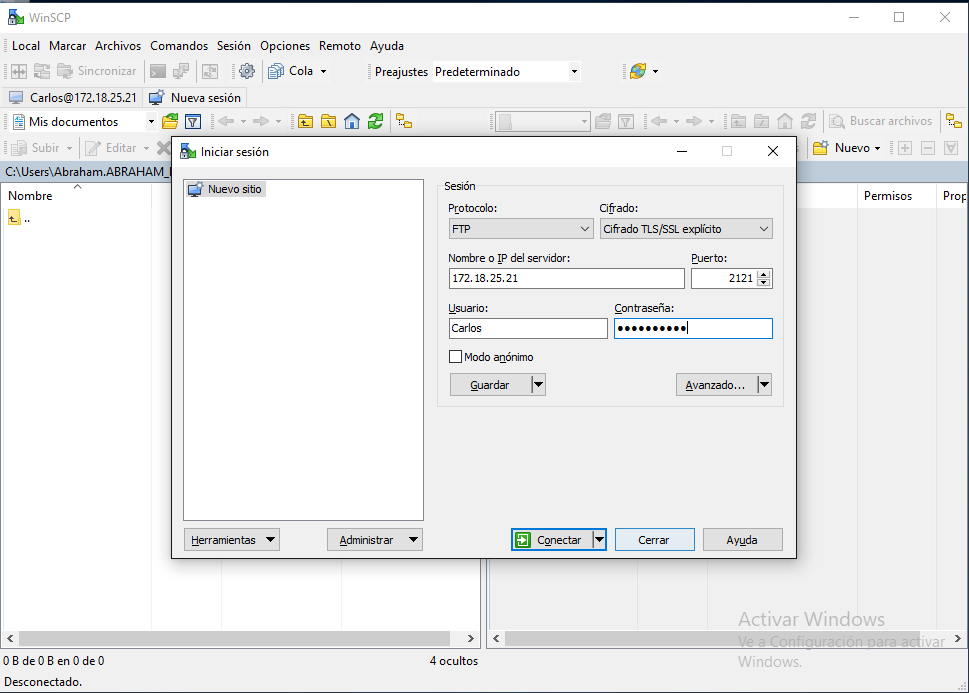 WinSCP
Local Marcar Archivos Comandos Sesión Opciones Remoto Ayuda
Sincronizar Cola Preajustes Predeterminado
Carlos@172.18.25.21 Nueva sesión
Mis documentos Buscar archivos
Subir Editar Nuevo
C:\Users\Abraham.ABRAHAM_
Nombre Permisos Prop
..
Iniciar sesión
Nuevo sitio
Sesión
Protocolo: Cifrado:
FTP Cifrado TLS/SSL explícito
Nombre o IP del servidor: Puerto:
172.18.25.21 2121
Usuario: Contraseña:
Carlos ••••••••••
Modo anónimo
Guardar Avanzado...
Herramientas Administrar Conectar Cerrar Ayuda
Activar Windows
Ve a Configuración para activar
Windows.
0 B de 0 B en 0 de 0 4 ocultos
Desconectado.